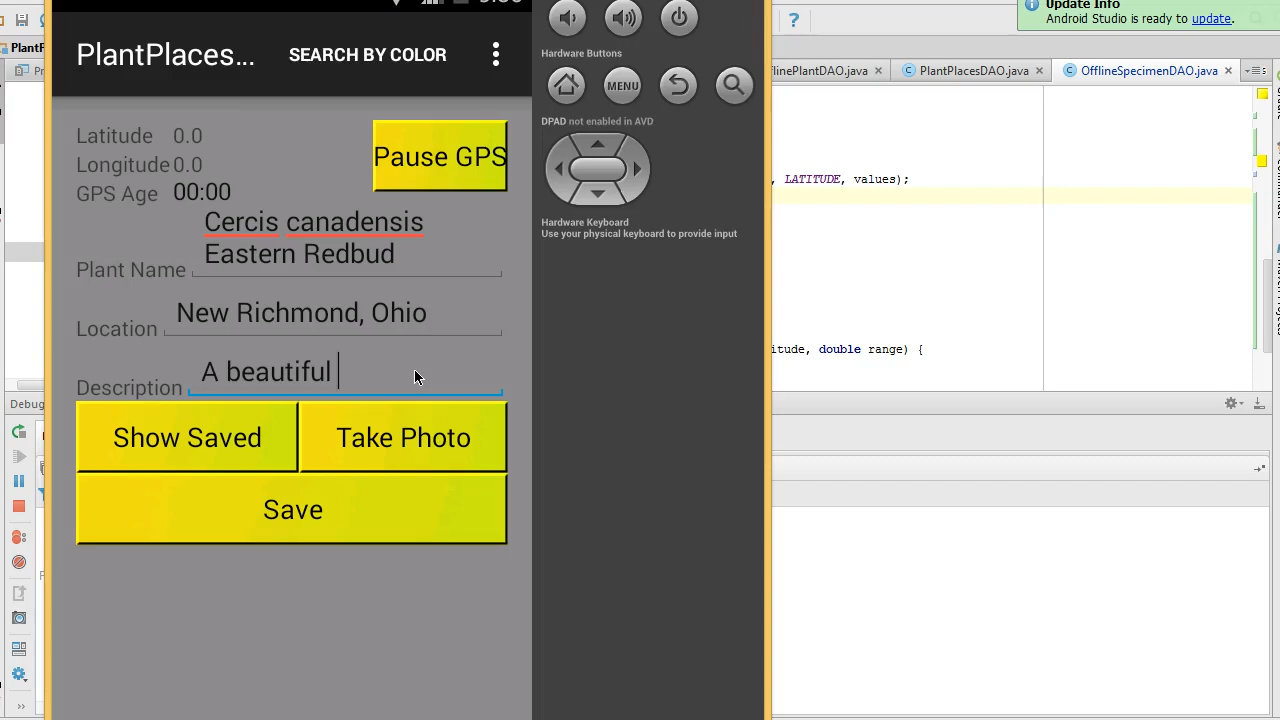 PlantPlaces...
SEARCH BY COLOR
Latitude 0.0
Longitude 0.0
GPS Age 00:00
Pause GPS
Cercis canadensis
Eastern Redbud
Plant Name
New Richmond, Ohio
Location
A beautiful
Description
Show Saved
Take Photo
Save
Hardware Buttons
MENU
DPAD not enabled in AVD
Hardware Keyboard
Use your physical keyboard to provide input
Update Info
Android Studio is ready to update.
PlantP
flinePlantDAO.java
PlantPlacesDAO.java
OfflineSpecimenDAO.java
, LATITUDE, values);
itude, double range) {
Debug